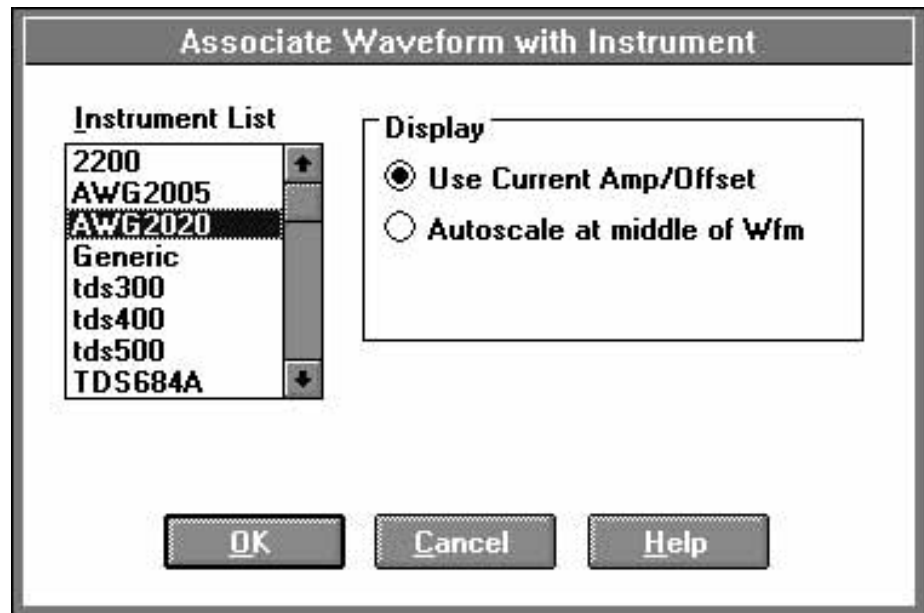 Associate Waveform with Instrument
Instrument List
2200
AWG2005
AWG2020
Generic
tds300
tds400
tds500
TDS684A
Display
Use Current Amp/Offset
Autoscale at middle of Wfm
OK
Cancel
Help